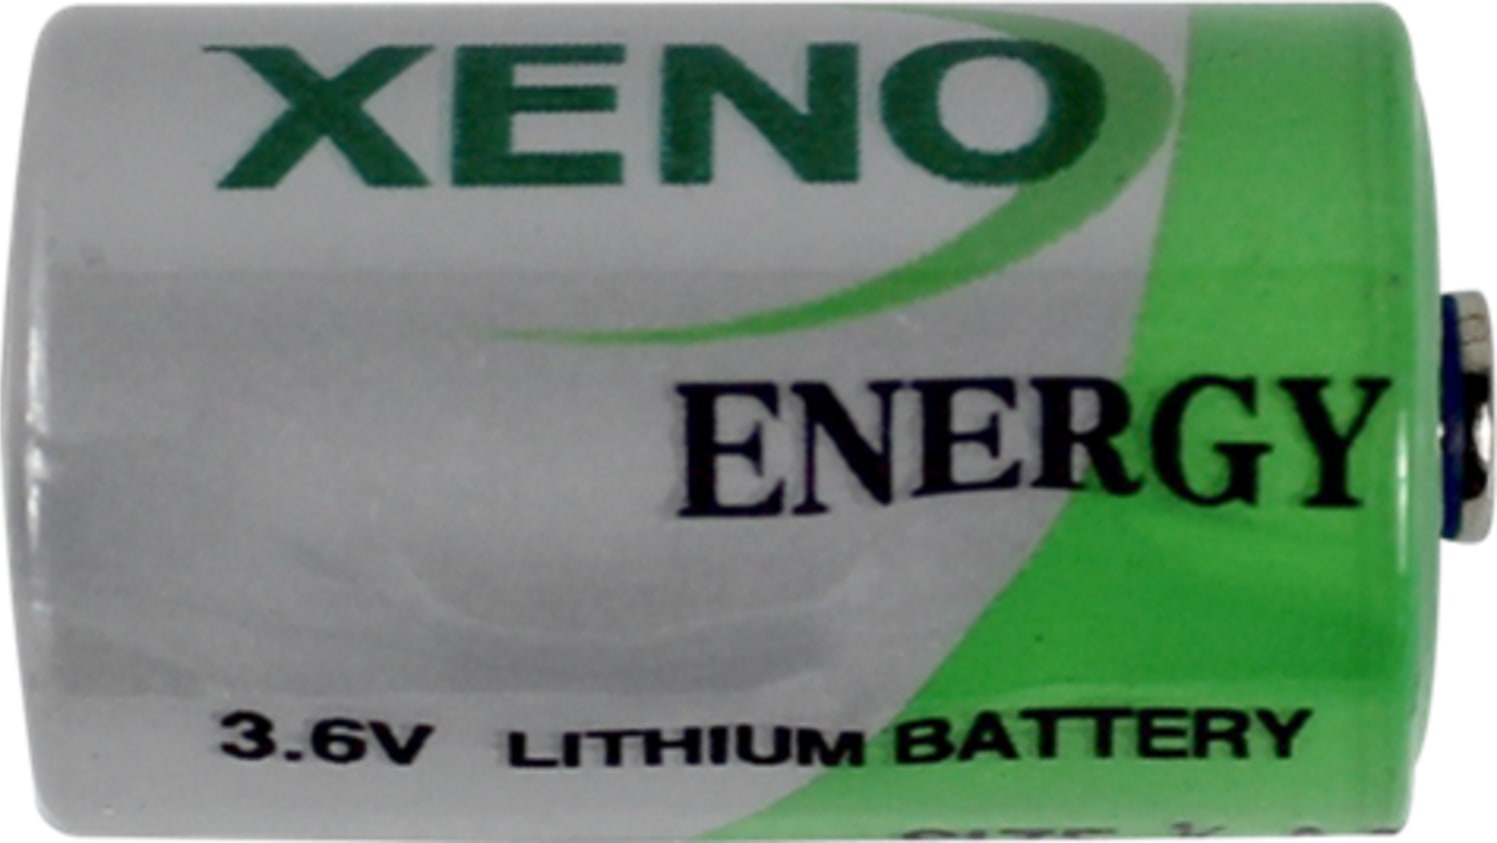 XENO
ENERGY
3.6V LITHIUM BATTERY